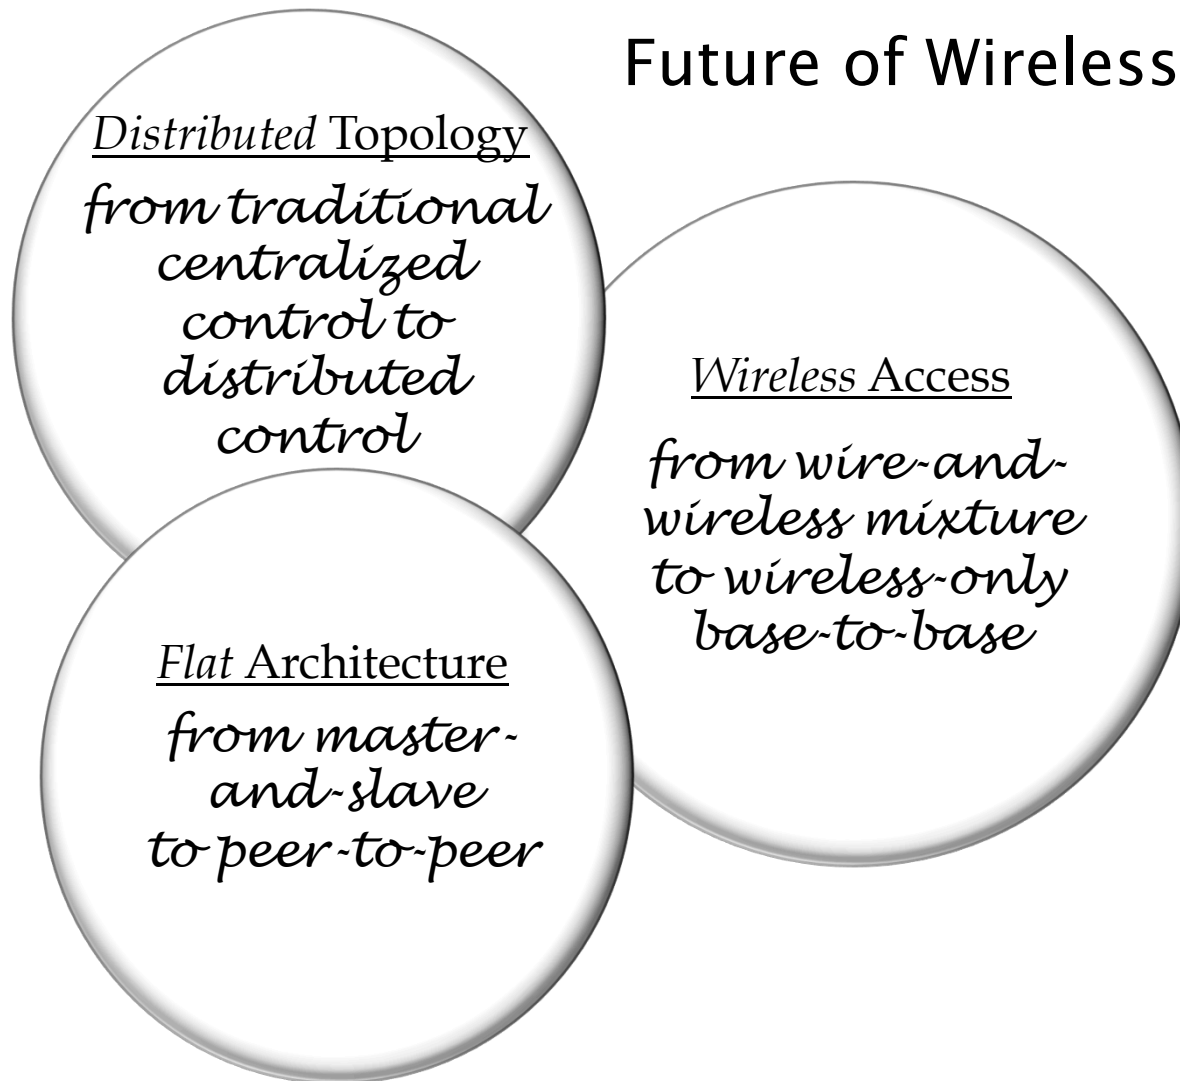 Future of Wireless
Distributed Topology
from traditional
centralized
control to
distributed
control
Wireless Access
from wire-and-
wireless mixture
to wireless-only
base-to-base
Flat Architecture
from master-
and-slave
to peer-to-peer